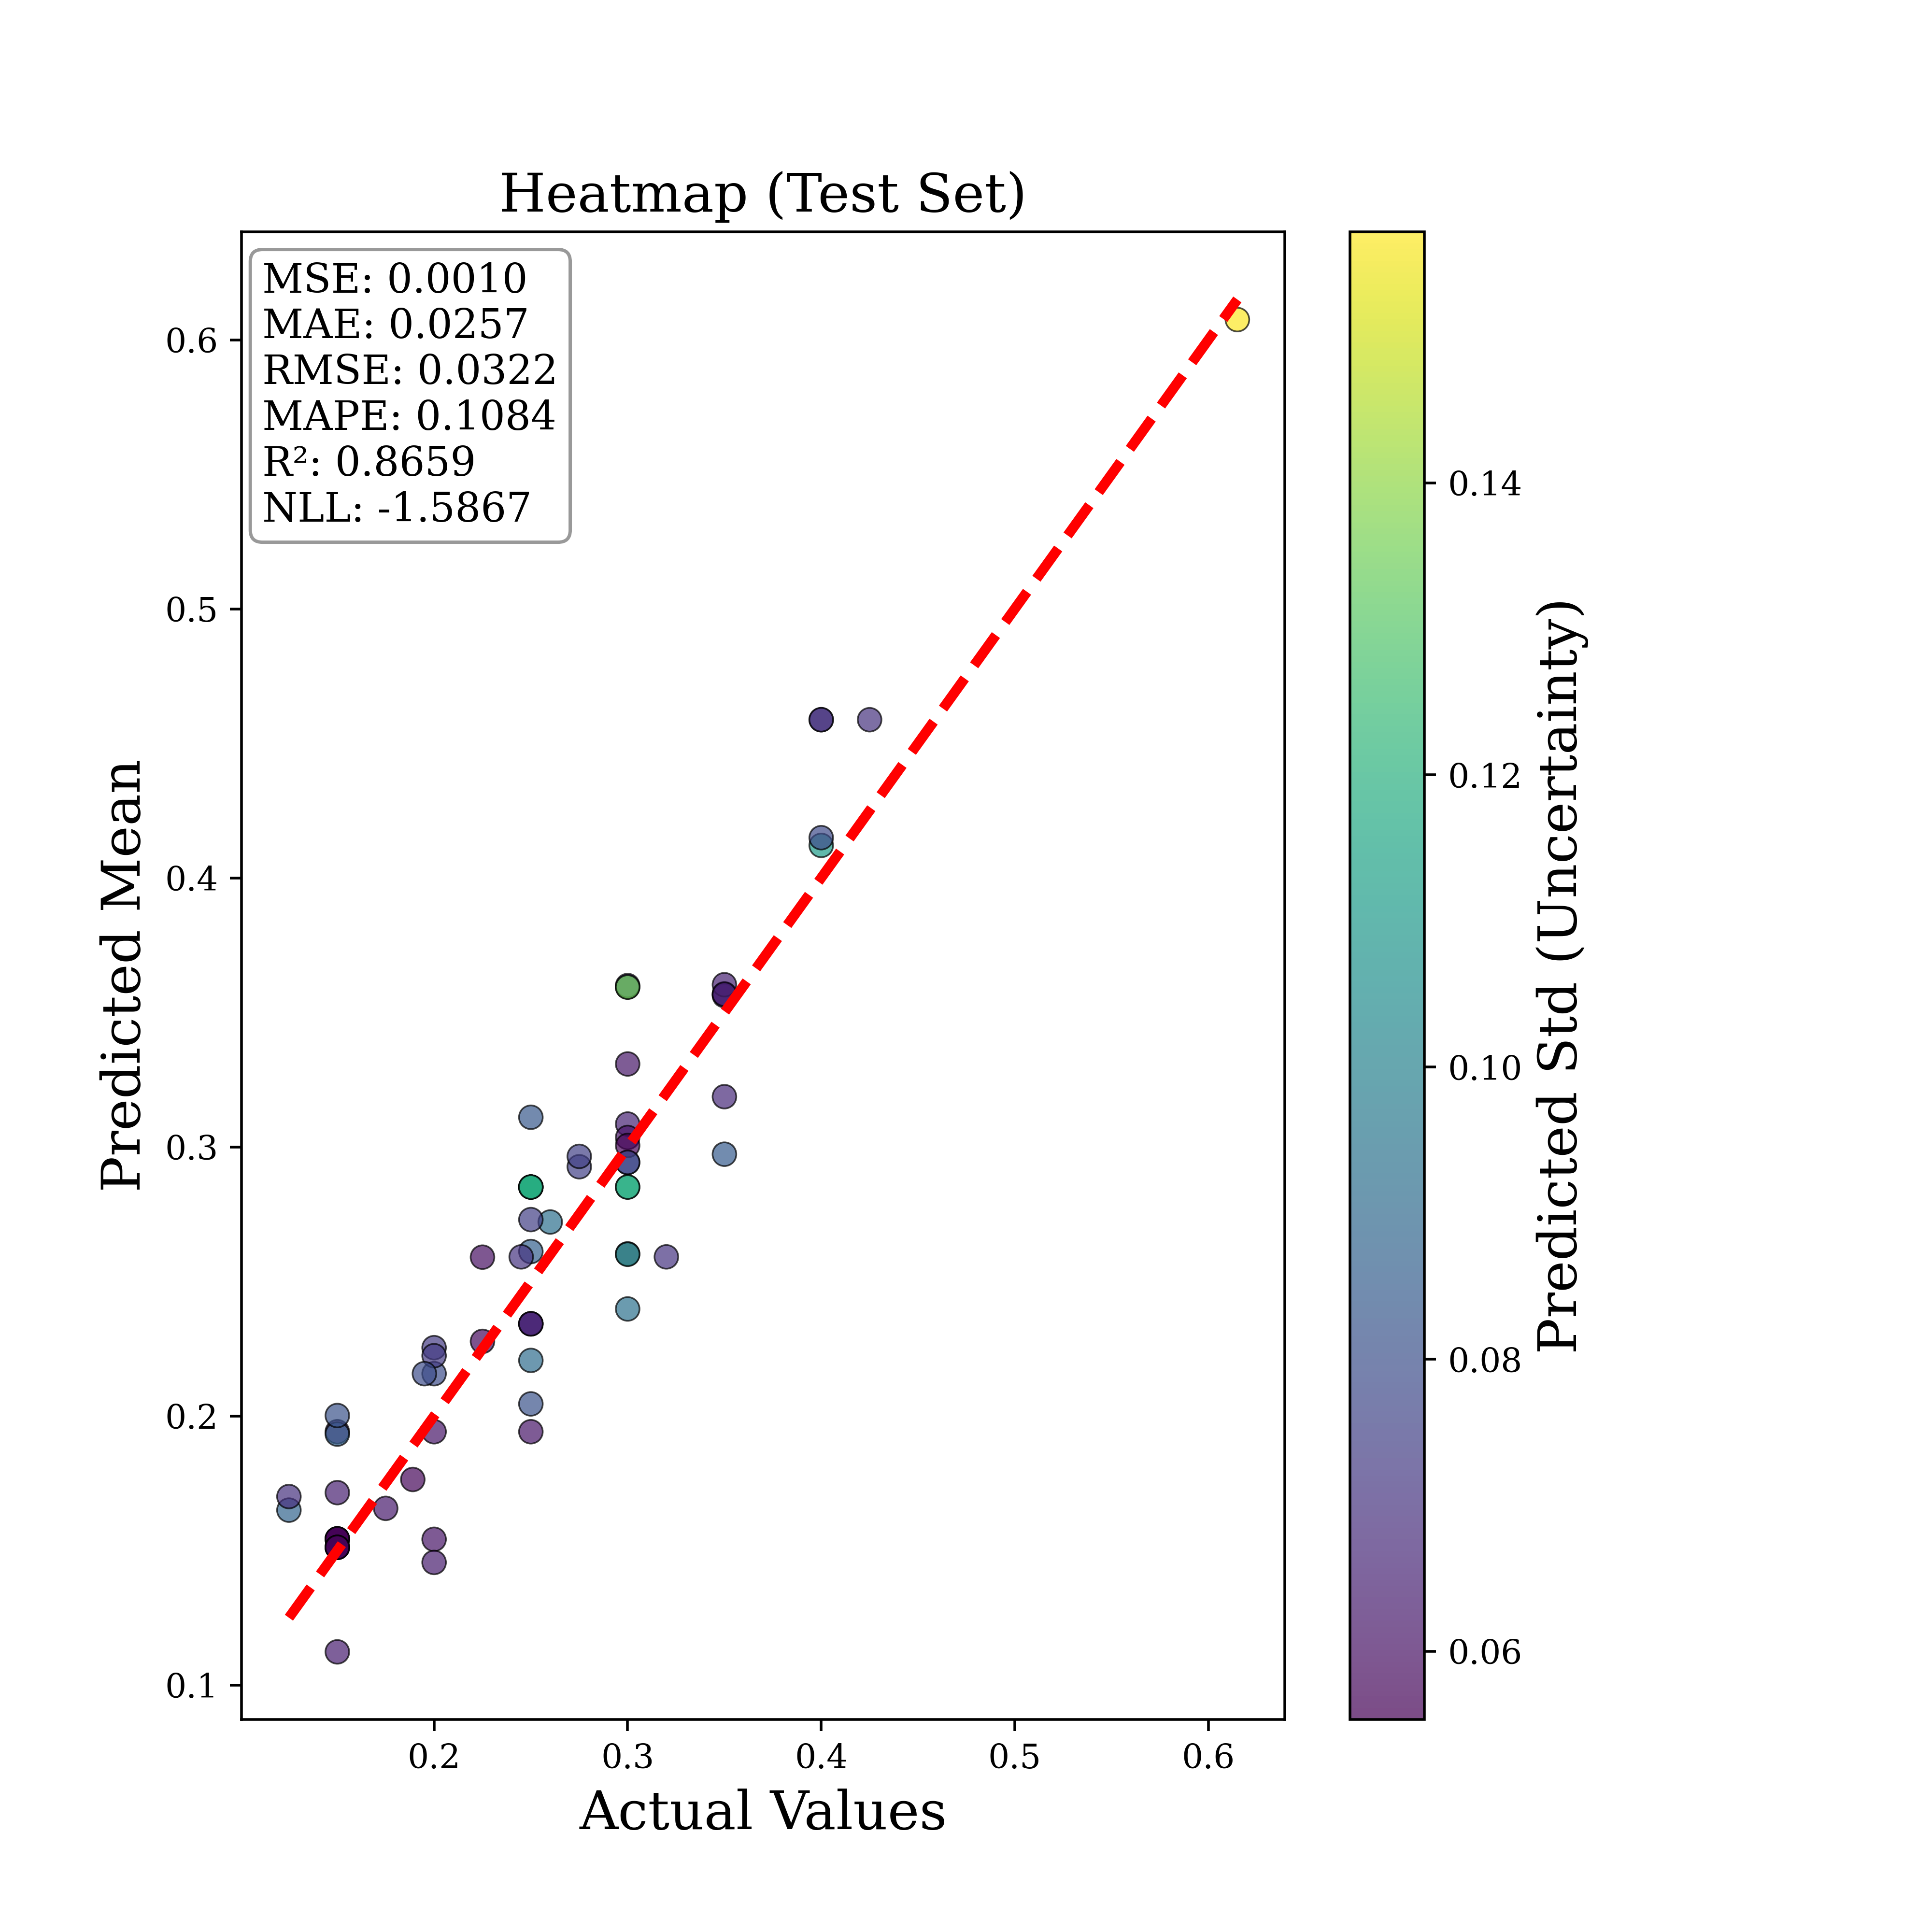 Heatmap (Test Set)
MSE: 0.0010
MAE: 0.0257
RMSE: 0.0322
MAPE: 0.1084
R²: 0.8659
NLL: -1.5867
Predicted Mean
0.6
0.5
0.4
0.3
0.2
0.1
0.2
0.3
0.4
0.5
0.6
Actual Values
0.14
0.12
0.10
0.08
0.06
Predicted Std (Uncertainty)